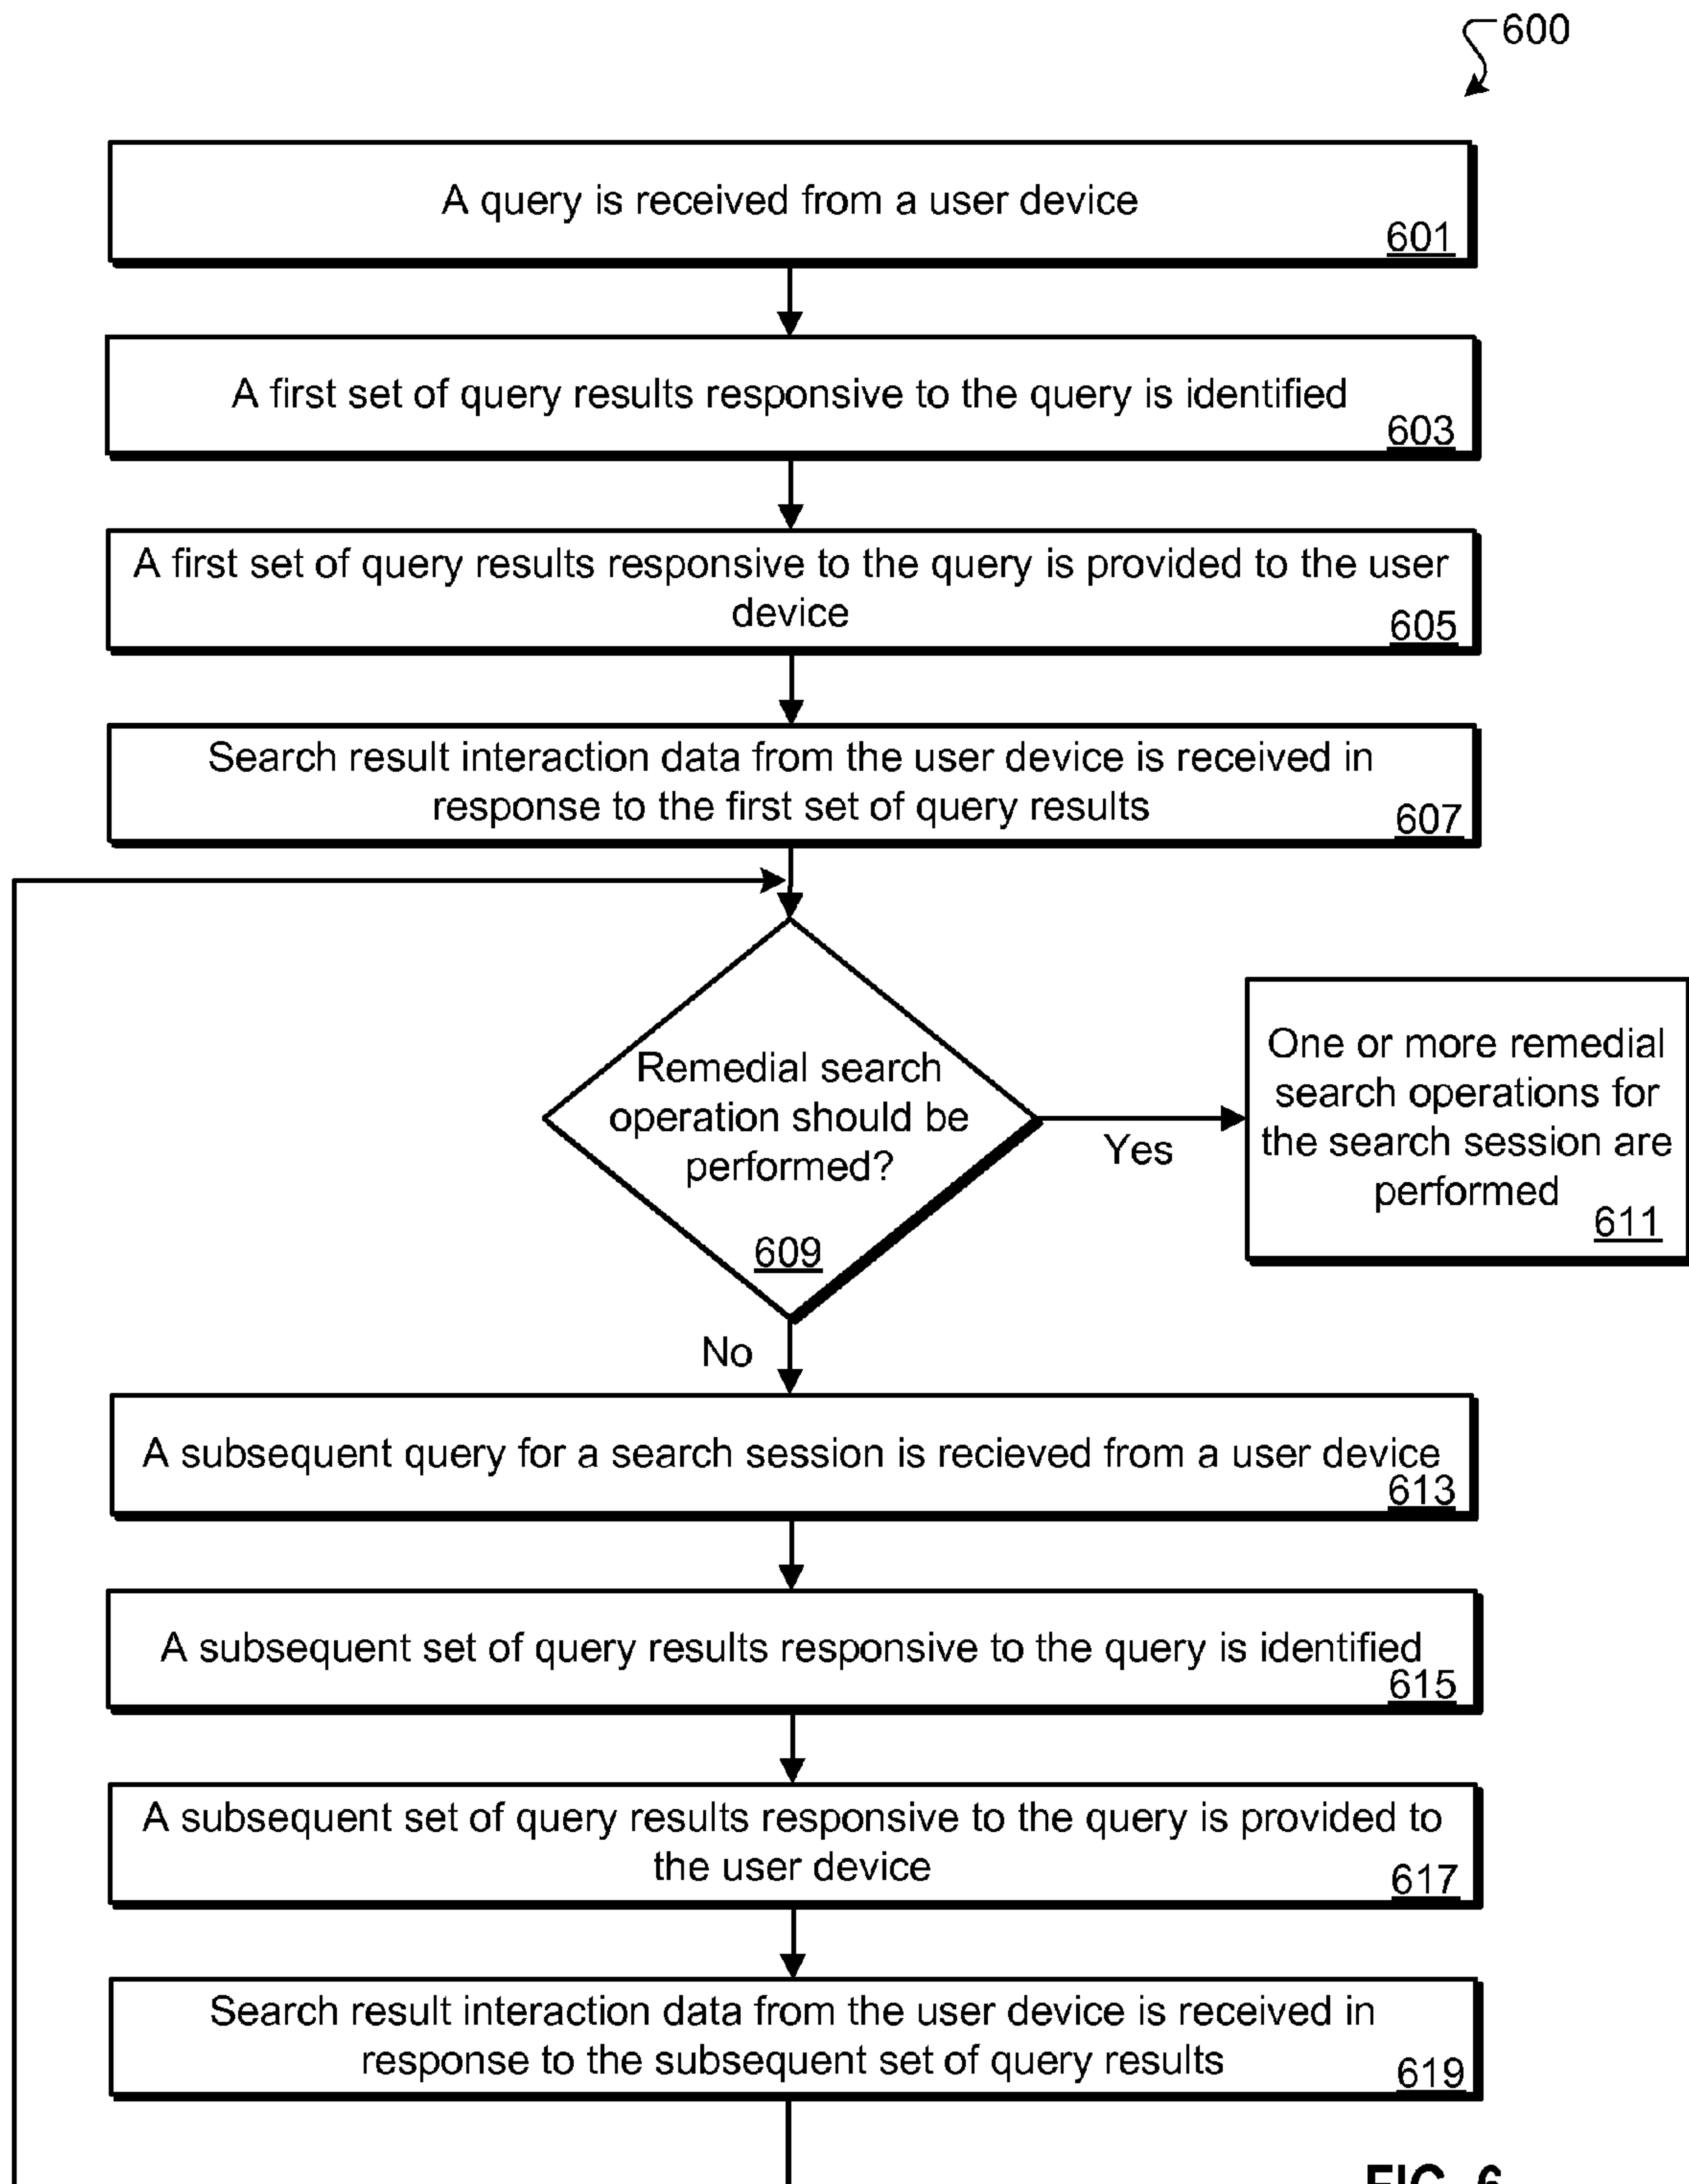 600
A query is received from a user device
601
A first set of query results responsive to the query is identified
603
A first set of query results responsive to the query is provided to the user
device
605
Search result interaction data from the user device is received in
response to the first set of query results
607
Remedial search
operation should be
performed?
609
Yes
One or more remedial
search operations for
the search session are
performed
611
No
A subsequent query for a search session is recieved from a user device
613
A subsequent set of query results responsive to the query is identified
615
A subsequent set of query results responsive to the query is provided to
the user device
617
Search result interaction data from the user device is received in
response to the subsequent set of query results
619
FIG. 6